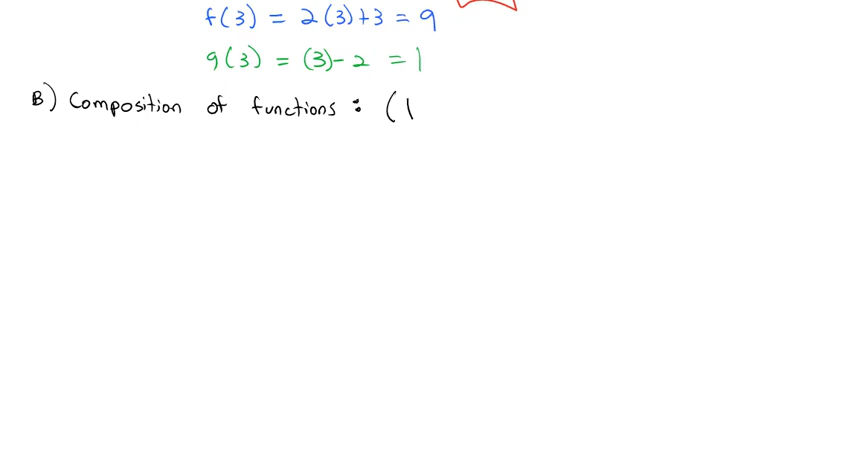 f(3) = 2(3)+3 = 9
g(3) = (3)-2 = 1
B) Composition of functions : (